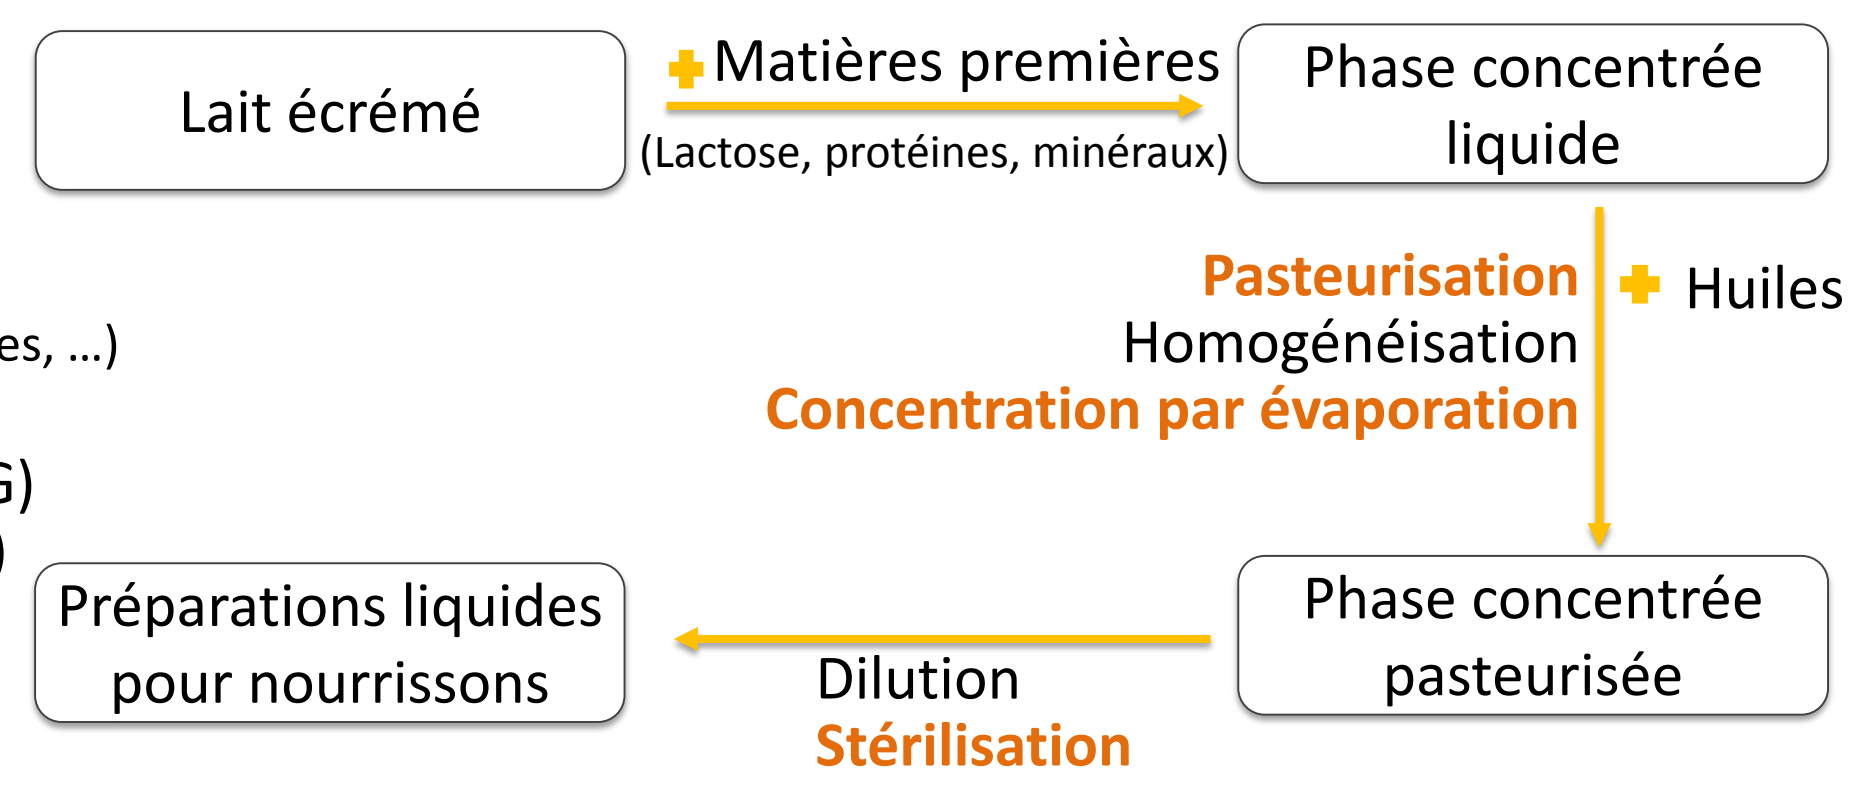 Lait écrémé
Matières premières
(Lactose, protéines, minéraux)
Phase concentrée
liquide
Pasteurisation
Homogénéisation
Concentration par évaporation
Huiles
es, ...)
G)
)
Phase concentrée
pasteurisée
Dilution
Stérilisation
Préparations liquides
pour nourrissons